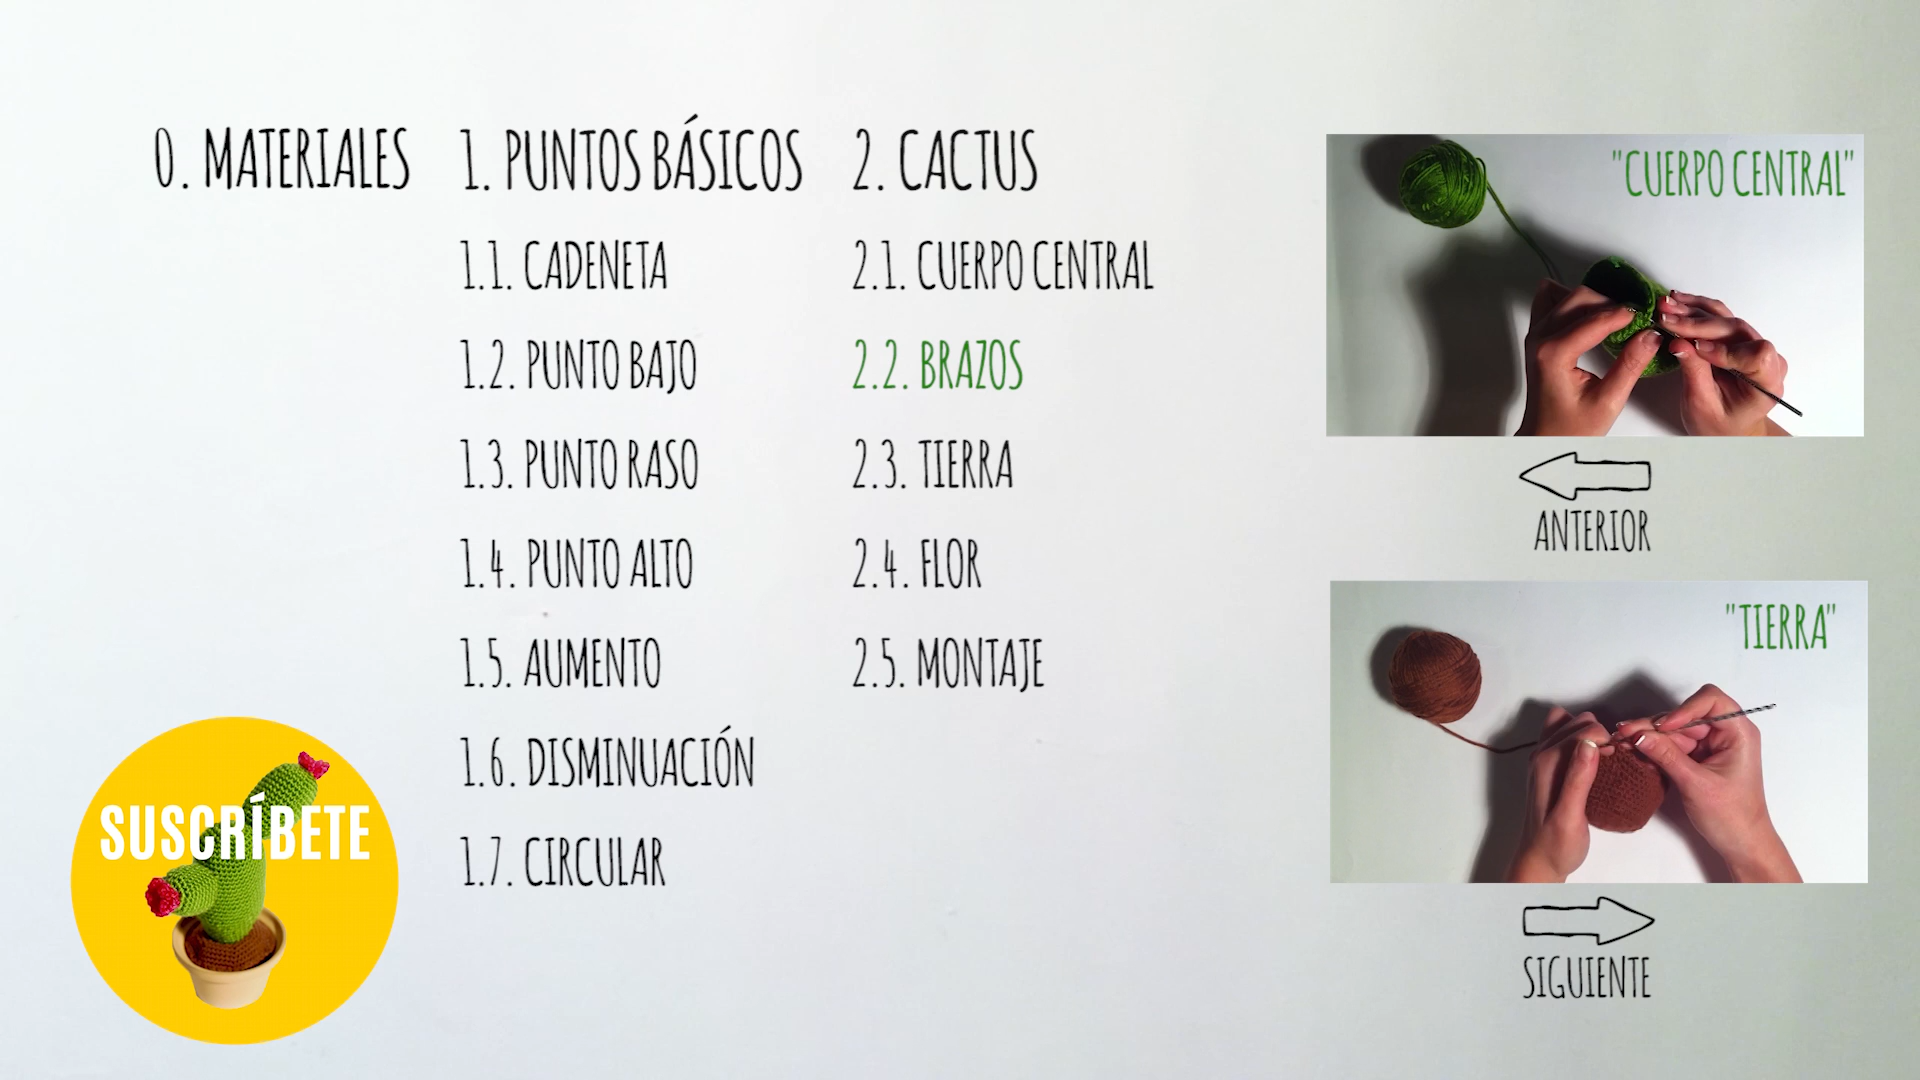 0. MATERIALES
1. PUNTOS BÁSICOS
1.1. CADENETA
1.2. PUNTO BAJO
1.3. PUNTO RASO
1.4. PUNTO ALTO
1.5. AUMENTO
1.6. DISMINUACIÓN
1.7. CIRCULAR
2. CACTUS
2.1. CUERPO CENTRAL
2.2. BRAZOS
2.3. TIERRA
2.4. FLOR
2.5. MONTAJE
"CUERPO CENTRAL"
ANTERIOR
"TIERRA"
SIGUIENTE
SUSCRÍBETE